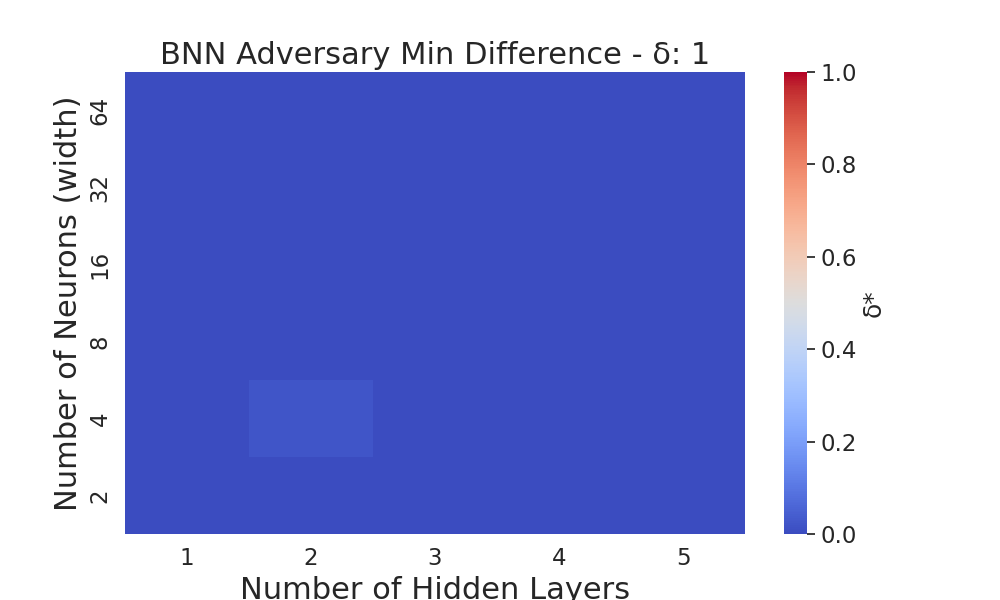 BNN Adversary Min Difference - δ: 1
Number of Neurons (width)
64
32
16
8
4
2
1 2 3 4 5
Number of Hidden Layers
1.0
0.8
0.6
0.4
0.2
0.0
δ*